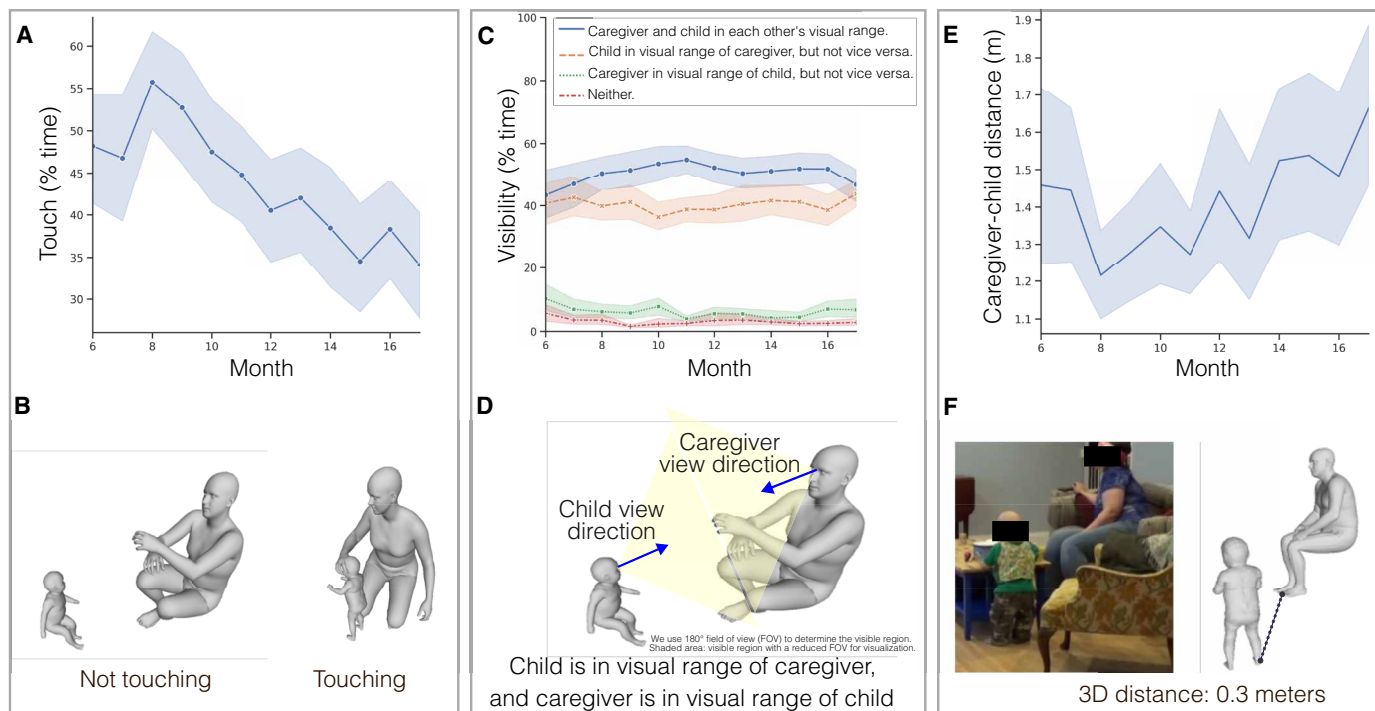 A
Touch (% time)
60
55
50
45
40
35
30
6
8
10
12
14
16
Month
B
Not touching
Touching
C
Visibility (% time)
100
80
60
40
20
0
Caregiver and child in each other's visual range.
Child in visual range of caregiver, but not vice versa.
Caregiver in visual range of child, but not vice versa.
Neither.
6
8
10
12
14
16
Month
D
Caregiver
view direction
Child view
direction
We use 180° field of view (FOV) to determine the visible region.
Shaded area: visible region with a reduced FOV for visualization.
Child is in visual range of caregiver,
and caregiver is in visual range of child
E
Caregiver-child distance (m)
1.9
1.8
1.7
1.6
1.5
1.4
1.3
1.2
1.1
6
8
10
12
14
16
Month
F
3D distance: 0.3 meters